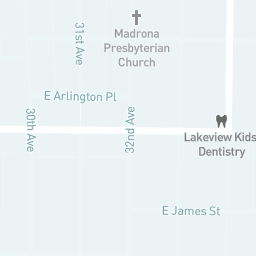 31st Ave
Madrona
Presbyterian
Church
E Arlington Pl
30th Ave
32nd Ave
Lakeview Kids
Dentistry
E James St